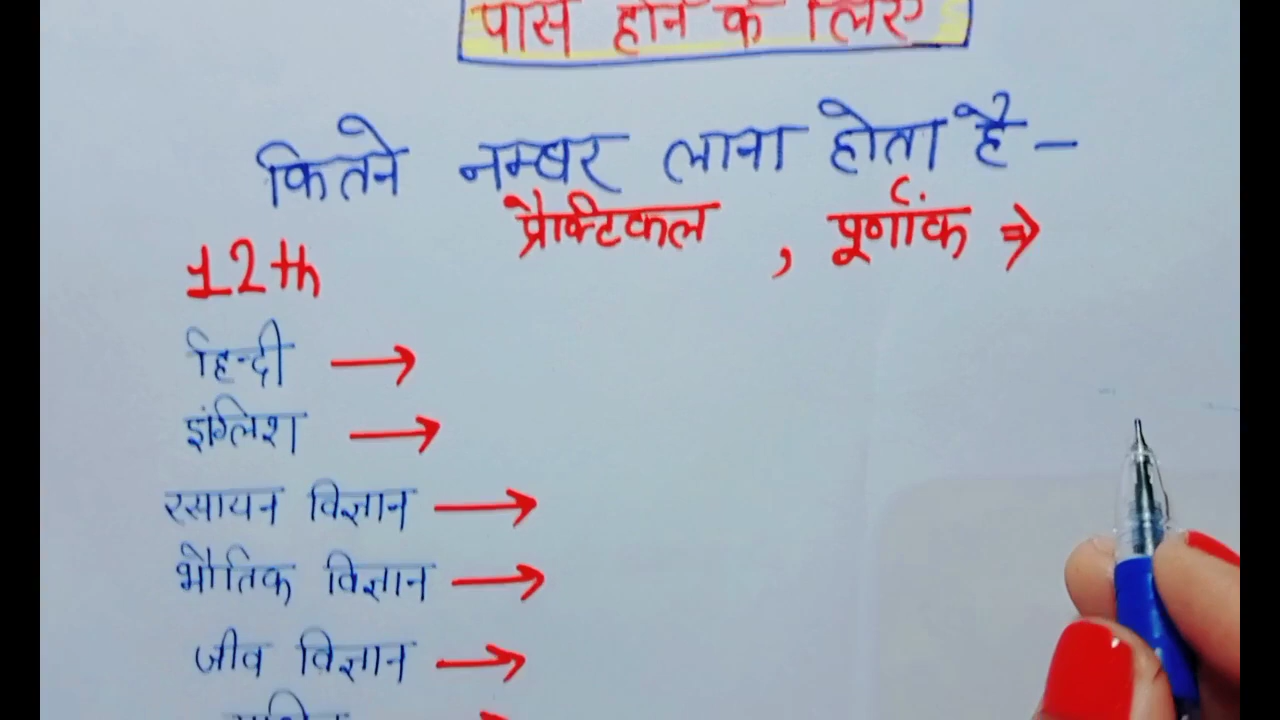 पास होने के लिए
कितने नम्बर लाना होता है -
प्रैक्टिकल , पूर्णांक ⇒
12th
हिन्दी →
इंग्लिश →
रसायन विज्ञान →
भौतिक विज्ञान →
जीव विज्ञान →